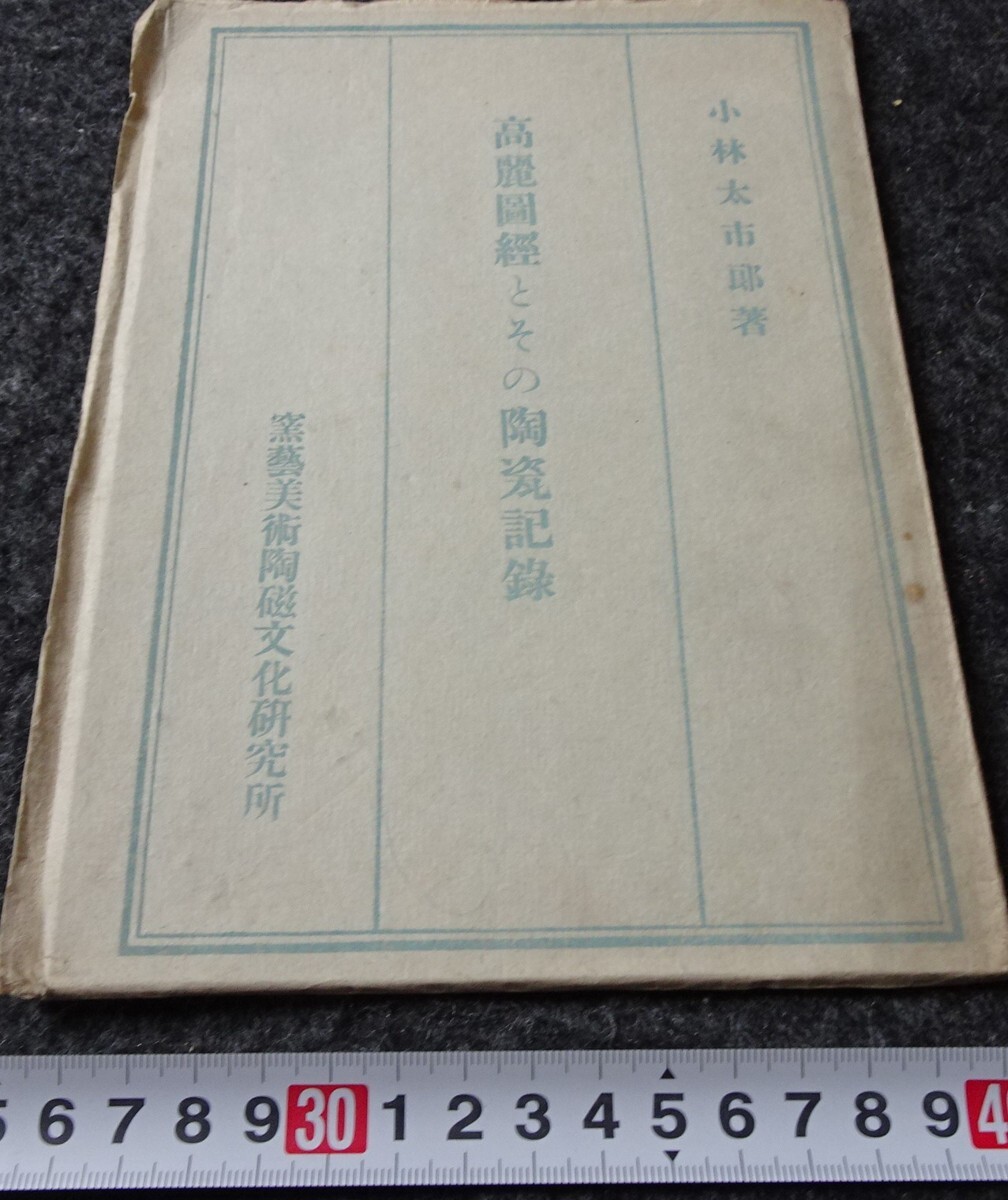 小林太市郎著
高麗圖經とその陶瓷記錄
窯藝美術陶磁文化研究所
5 6 7 8 9 30 1 2 3 4 5 6 7 8 9 4